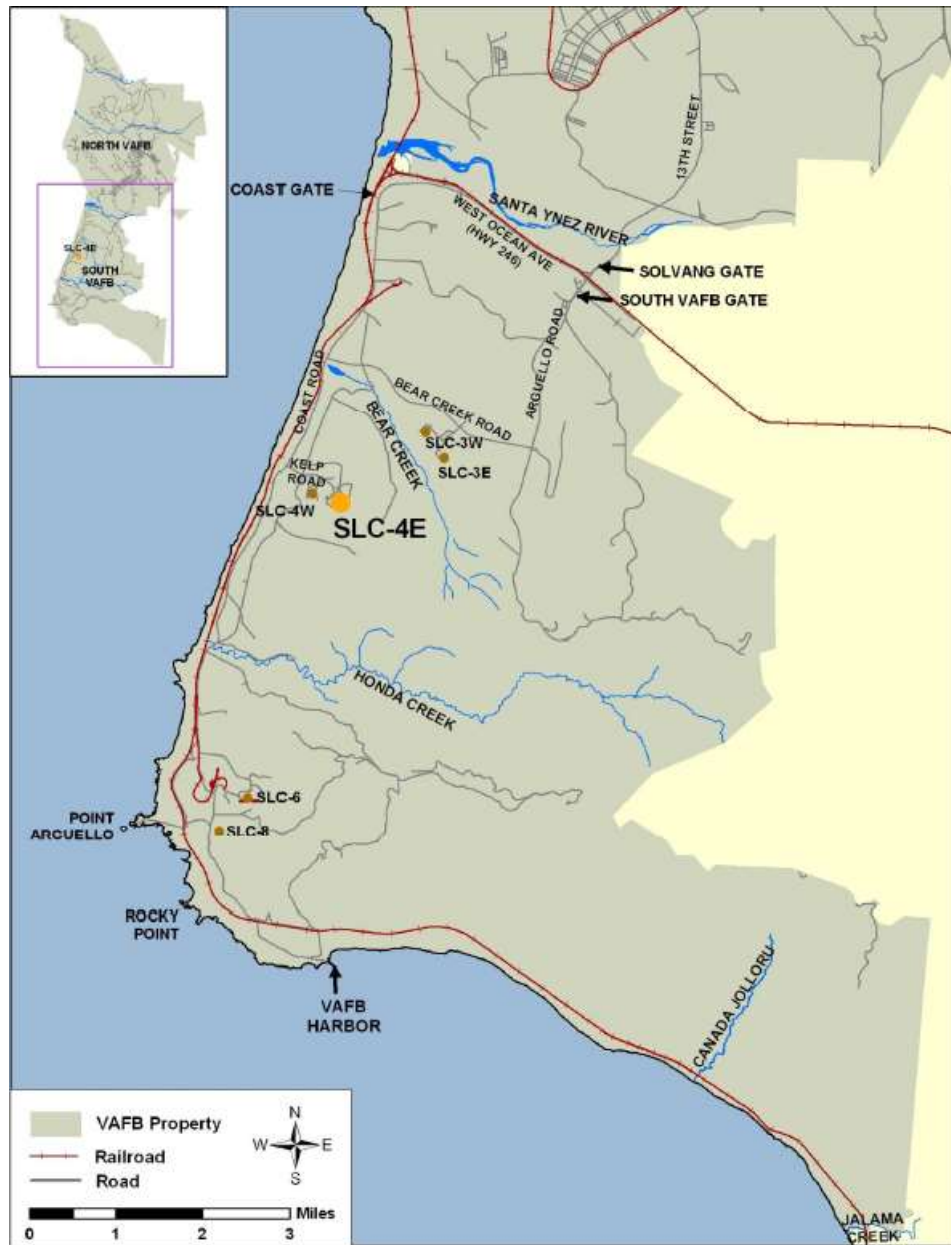 NORTH VAFB
SLC-4E
SOUTH
VAFB
13TH STREET
COAST GATE
SANTA YNEZ RIVER
WEST OCEAN AVE
(HWY 246)
SOLVANG GATE
SOUTH VAFB GATE
ARGUELLO ROAD
COAST ROAD
BEAR CREEK ROAD
BEAR CREEK
SLC-3W
SLC-3E
KELP
ROAD
SLC-4W
SLC-4E
HONDA CREEK
SLC-6
POINT
ARGUELLO
SLC-8
ROCKY
POINT
VAFB
HARBOR
CANADA JOLLORU
VAFB Property
Railroad
Road
N
W
E
S
Miles
0
1
2
3
JALAMA
CREEK